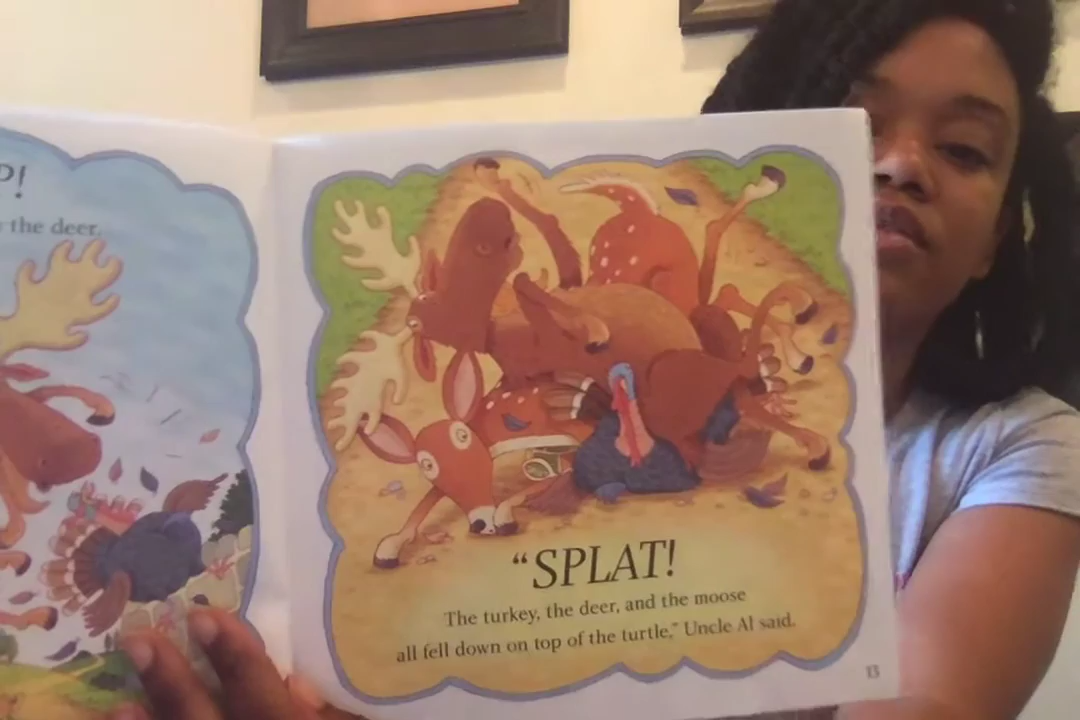 P!
the deer.
“SPLAT!
The turkey, the deer, and the moose
all fell down on top of the turtle,” Uncle Al said.
13